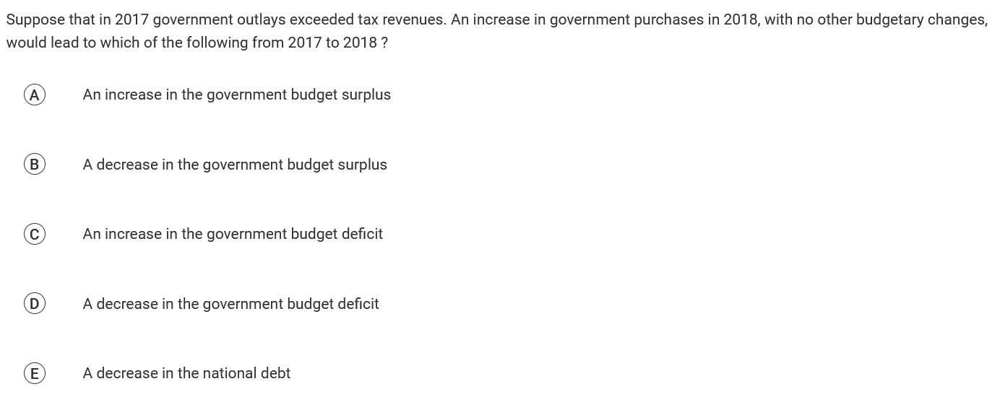 Suppose that in 2017 government outlays exceeded tax revenues. An increase in government purchases in 2018, with no other budgetary changes,
would lead to which of the following from 2017 to 2018 ?
A An increase in the government budget surplus
B A decrease in the government budget surplus
C An increase in the government budget deficit
D A decrease in the government budget deficit
E A decrease in the national debt